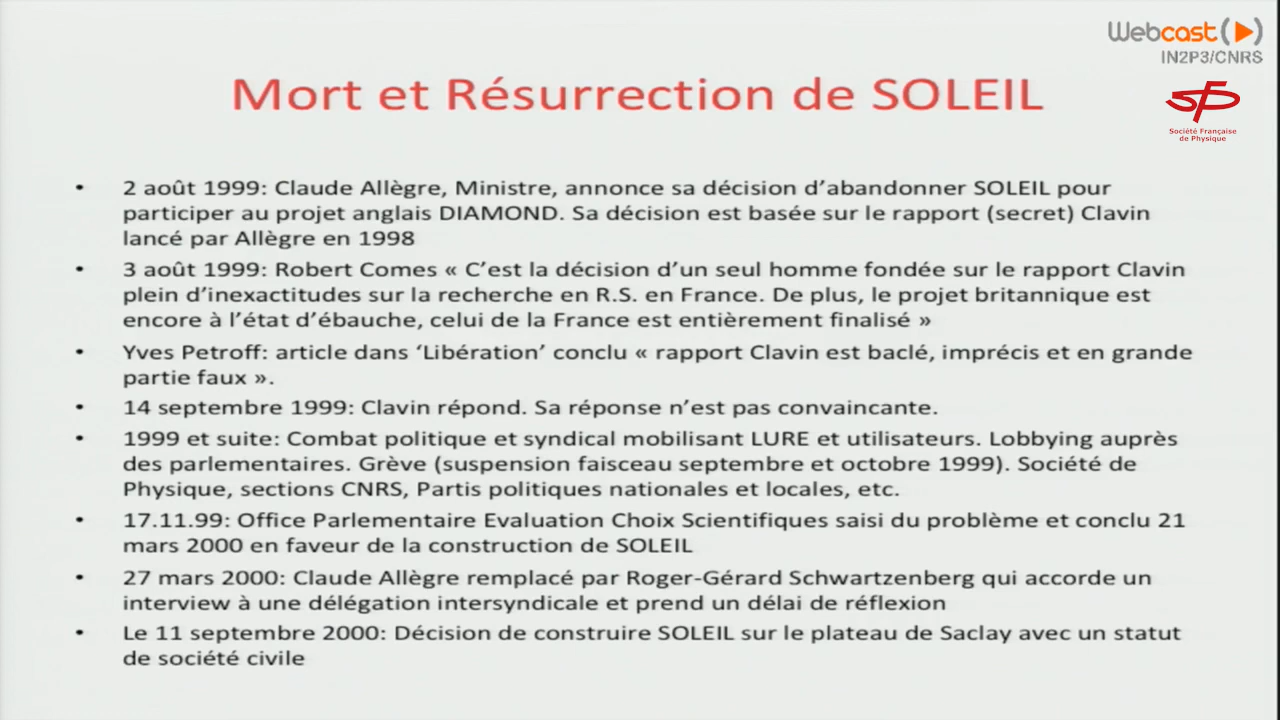 Webcast
IN2P3/CNRS
Mort et Résurrection de SOLEIL
Société Française
de Physique
• 2 août 1999: Claude Allègre, Ministre, annonce sa décision d’abandonner SOLEIL pour
participer au projet anglais DIAMOND. Sa décision est basée sur le rapport (secret) Clavin
lancé par Allègre en 1998
• 3 août 1999: Robert Comes « C’est la décision d’un seul homme fondée sur le rapport Clavin
plein d’inexactitudes sur la recherche en R.S. en France. De plus, le projet britannique est
encore à l’état d’ébauche, celui de la France est entièrement finalisé »
• Yves Petroff: article dans ‘Libération’ conclu « rapport Clavin est baclé, imprécis et en grande
partie faux ».
• 14 septembre 1999: Clavin répond. Sa réponse n’est pas convaincante.
• 1999 et suite: Combat politique et syndical mobilisant LURE et utilisateurs. Lobbying auprès
des parlementaires. Grève (suspension faisceau septembre et octobre 1999). Société de
Physique, sections CNRS, Partis politiques nationales et locales, etc.
• 17.11.99: Office Parlementaire Evaluation Choix Scientifiques saisi du problème et conclu 21
mars 2000 en faveur de la construction de SOLEIL
• 27 mars 2000: Claude Allègre remplacé par Roger-Gérard Schwartzenberg qui accorde un
interview à une délégation intersyndicale et prend un délai de réflexion
• Le 11 septembre 2000: Décision de construire SOLEIL sur le plateau de Saclay avec un statut
de société civile